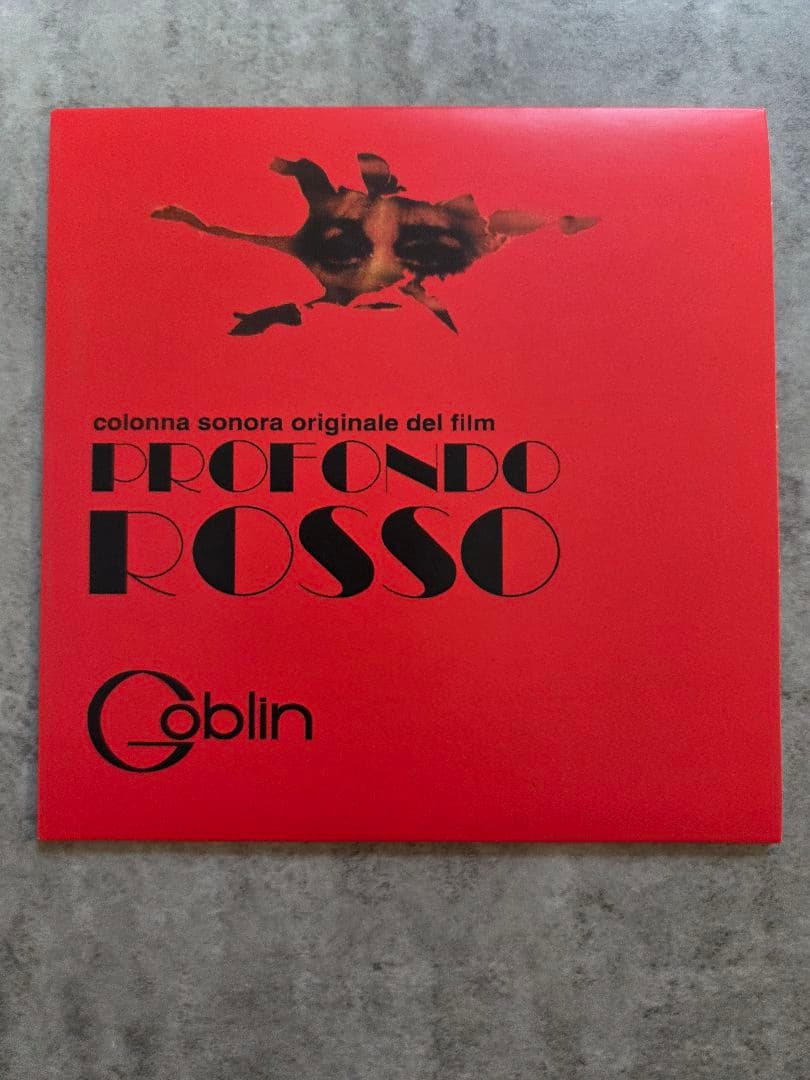 colonna sonora originale del film
PROFONDO
ROSSO
Goblin